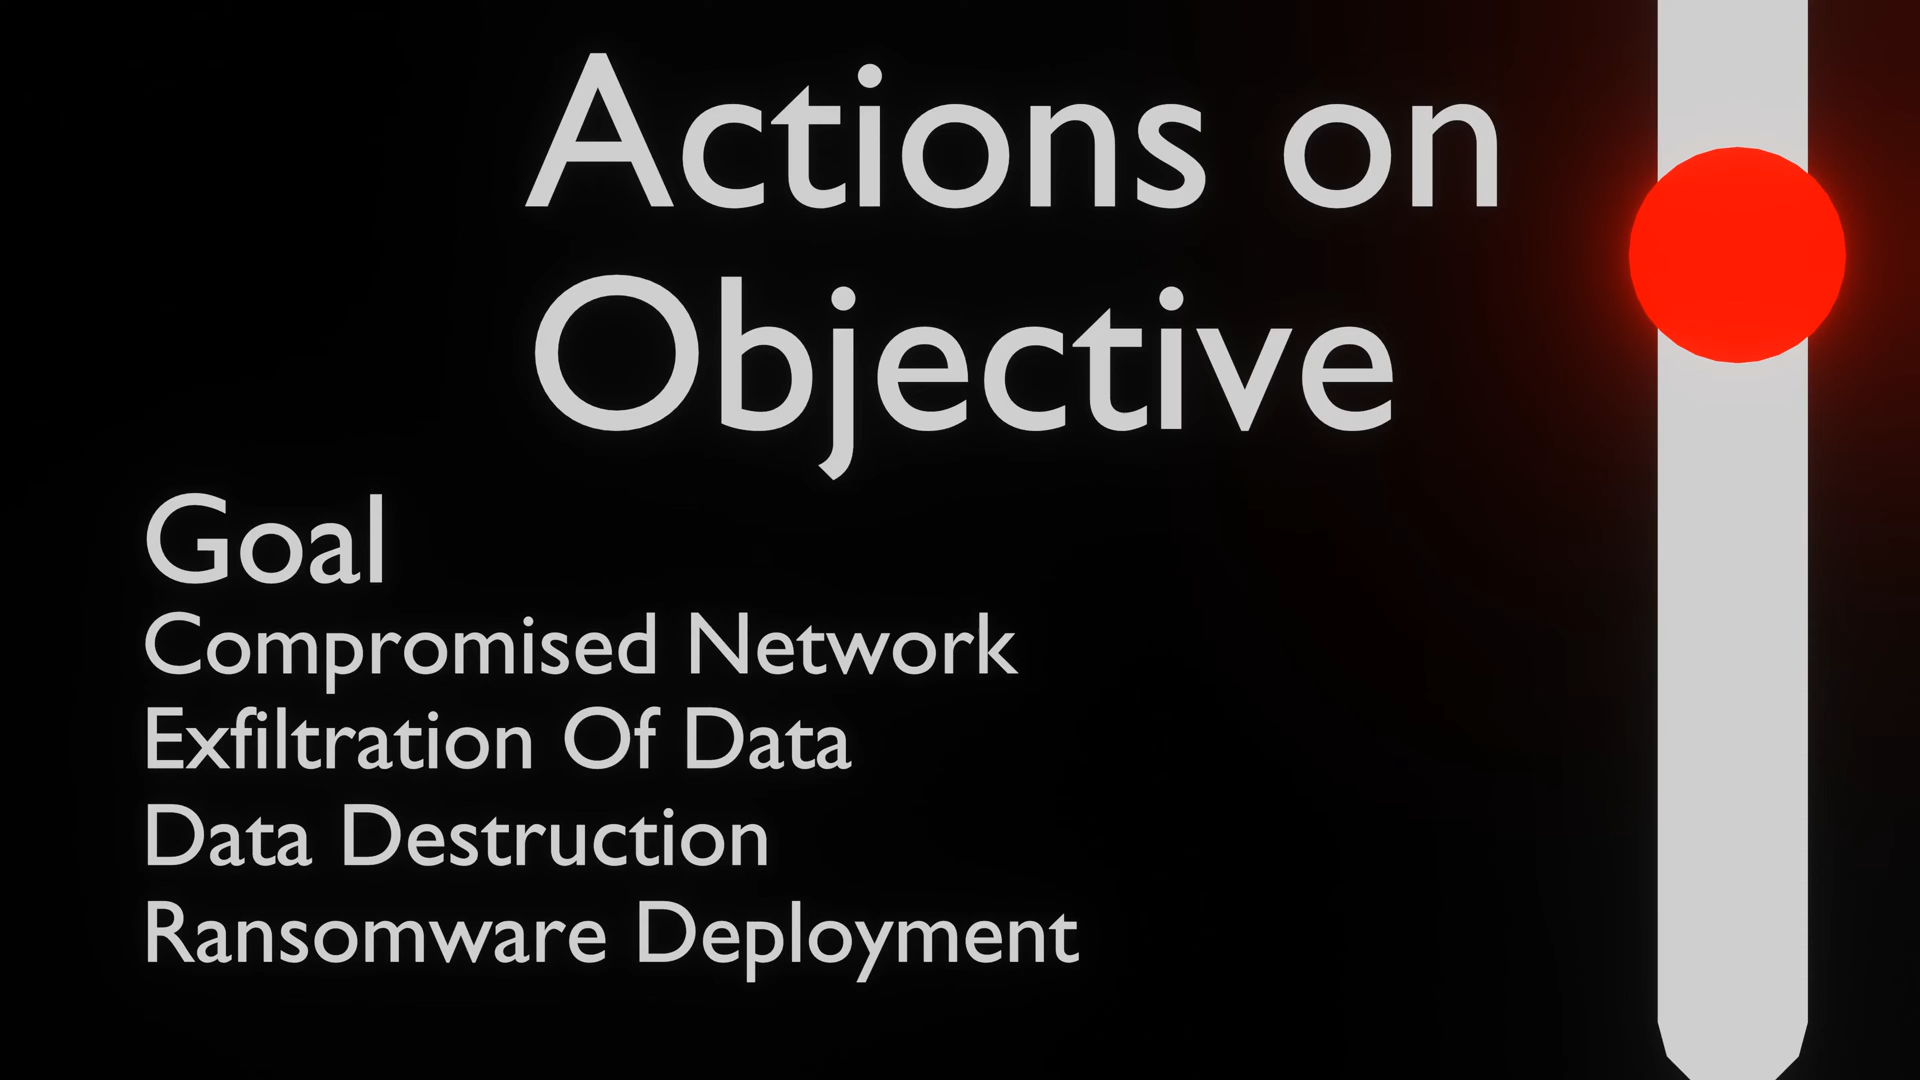 Actions on
Objective
Goal
Compromised Network
Exfiltration Of Data
Data Destruction
Ransomware Deployment